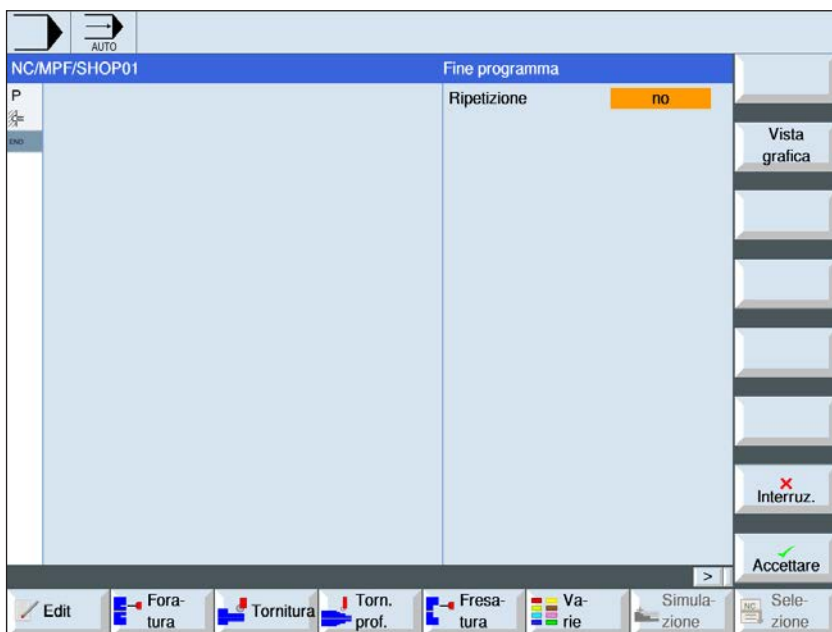 AUTO
NC/MPF/SHOP01
Fine programma
P
END
Ripetizione
no
Vista
grafica
Interruz.
Accettare
>
Edit
Fora-
tura
Tornitura
Torn.
prof.
Fresa-
tura
Va-
rie
Simula-
zione
NC
Sele-
zione